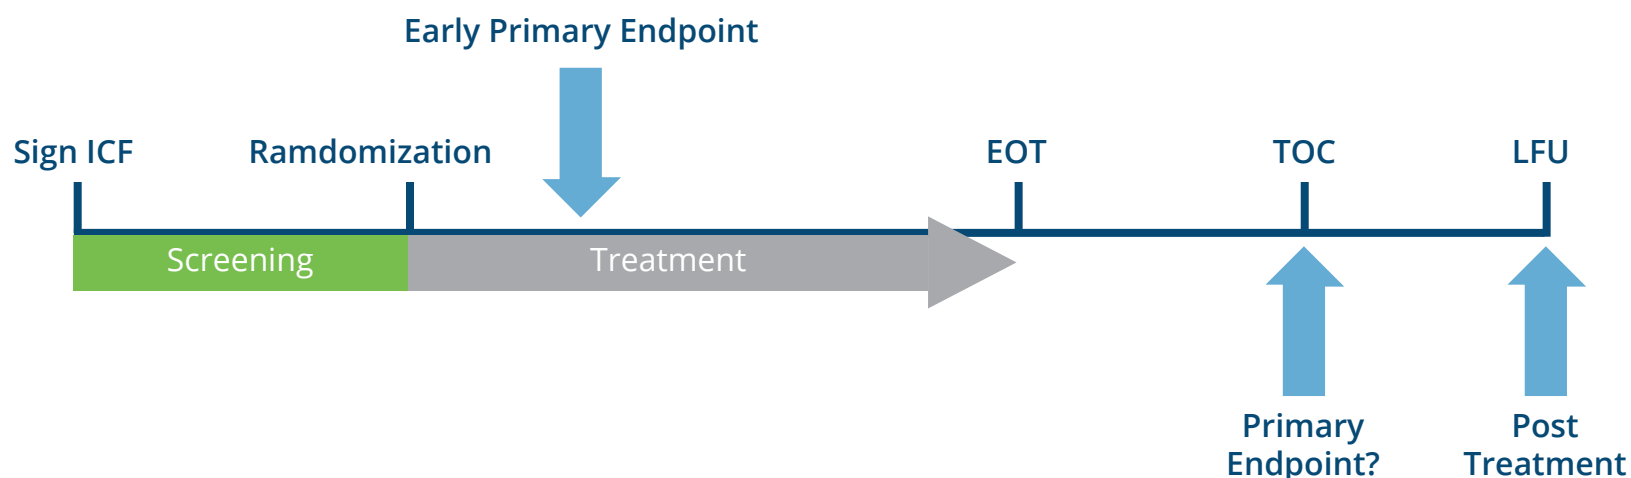 Early Primary Endpoint
Sign ICF
Ramdomization
EOT
TOC
LFU
Screening
Treatment
Primary
Endpoint?
Post
Treatment